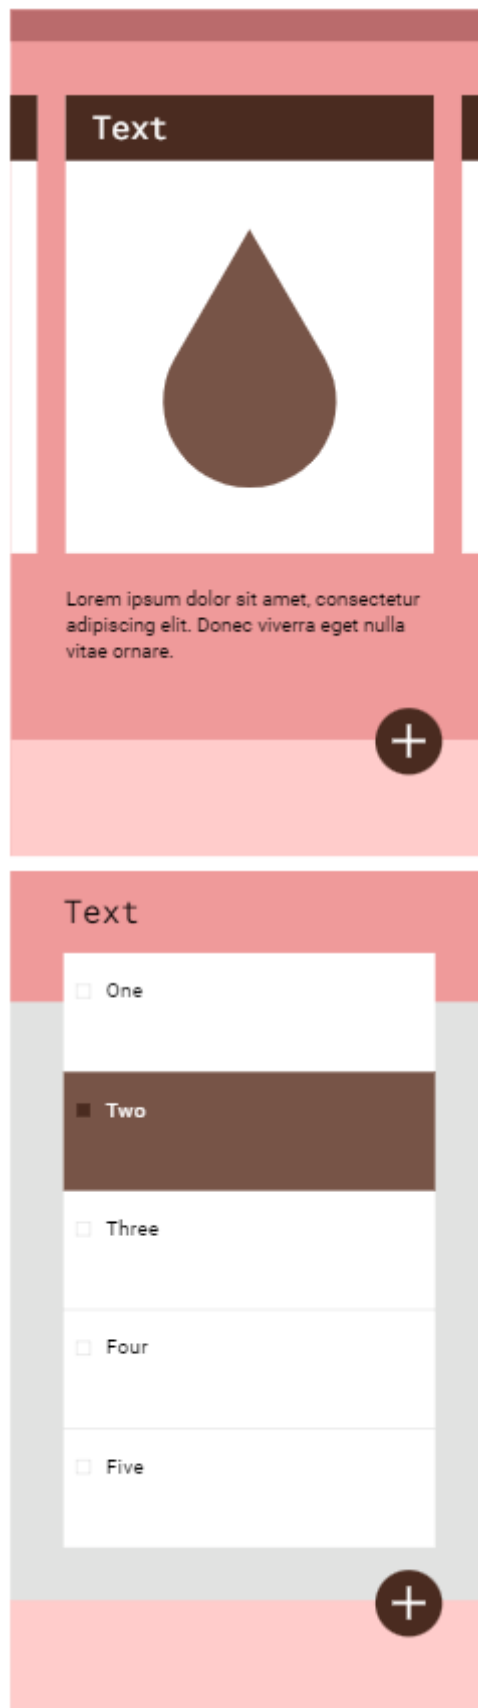 Text
Lorem ipsum dolor sit amet, consectetur
adipiscing elit. Donec viverra eget nulla
vitae ornare.
Text
One
Two
Three
Four
Five